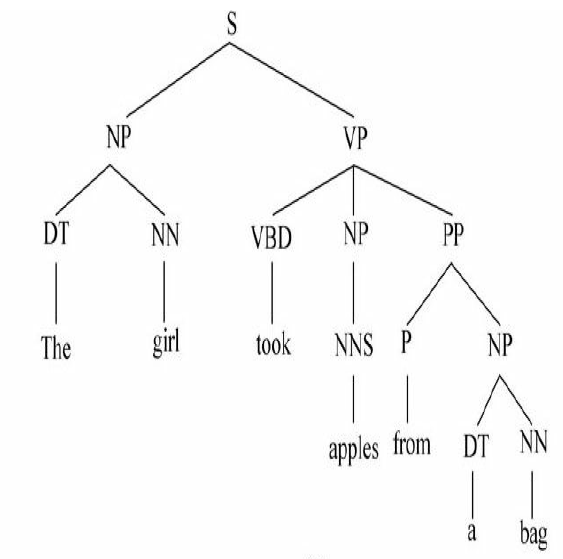 S
NP VP
DT NN VBD NP PP
The girl took NNS P NP
apples from DT NN
a bag